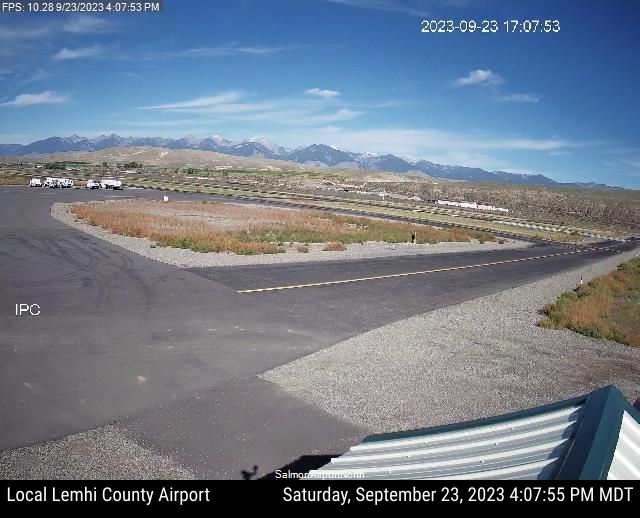 FPS: 10.28 9/23/2023 4:07:53 PM
2023-09-23 17:07:53
IPC
Local Lemhi County Airport
Saturday, September 23, 2023 4:07:55 PM MDT